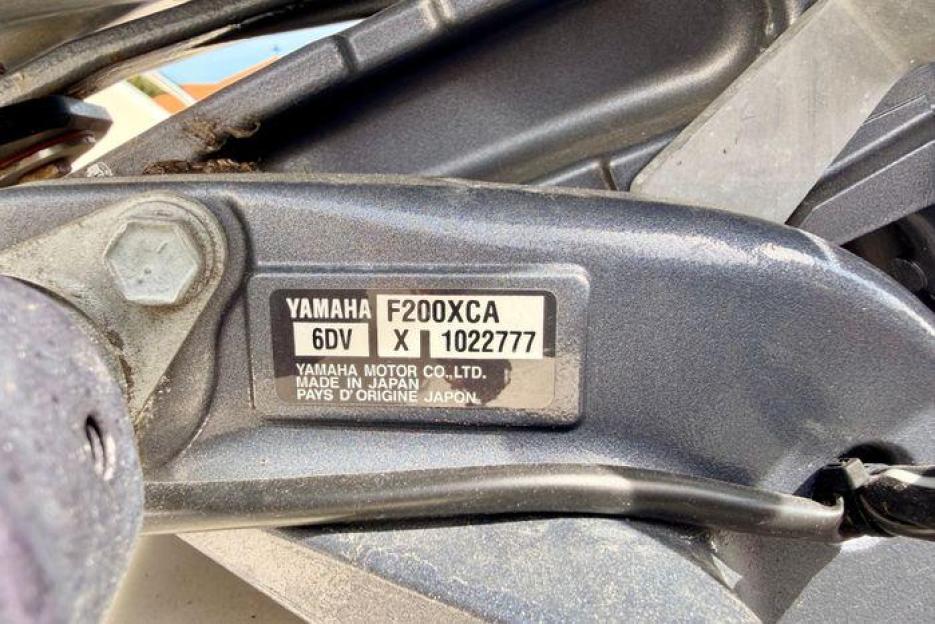 YAMAHA F200XCA
6DV X 1022777
YAMAHA MOTOR CO.,LTD.
MADE IN JAPAN
PAYS D'ORIGINE JAPON